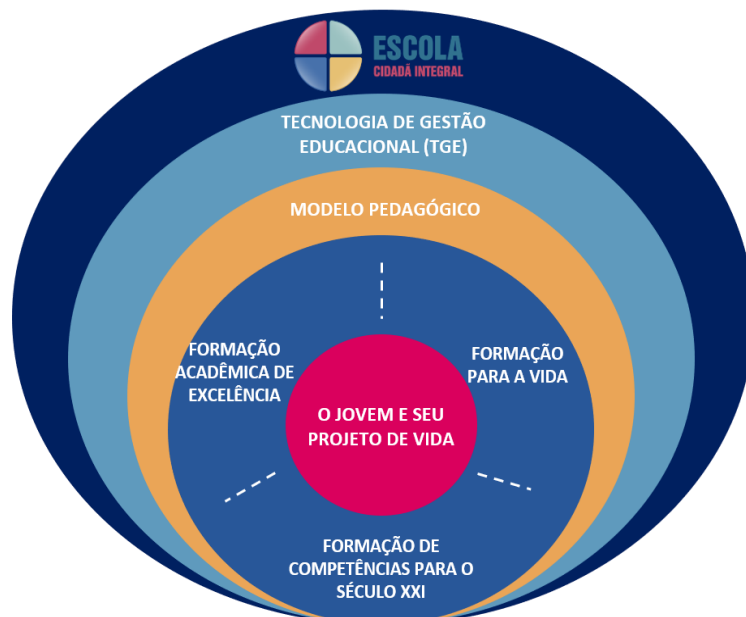 ESCOLA
CIDADÃ INTEGRAL
TECNOLOGIA DE GESTÃO
EDUCACIONAL (TGE)
MODELO PEDAGÓGICO
FORMAÇÃO
ACADÊMICA DE
EXCELÊNCIA
FORMAÇÃO
PARA A VIDA
O JOVEM E SEU
PROJETO DE VIDA
FORMAÇÃO DE
COMPETÊNCIAS PARA O
SÉCULO XXI